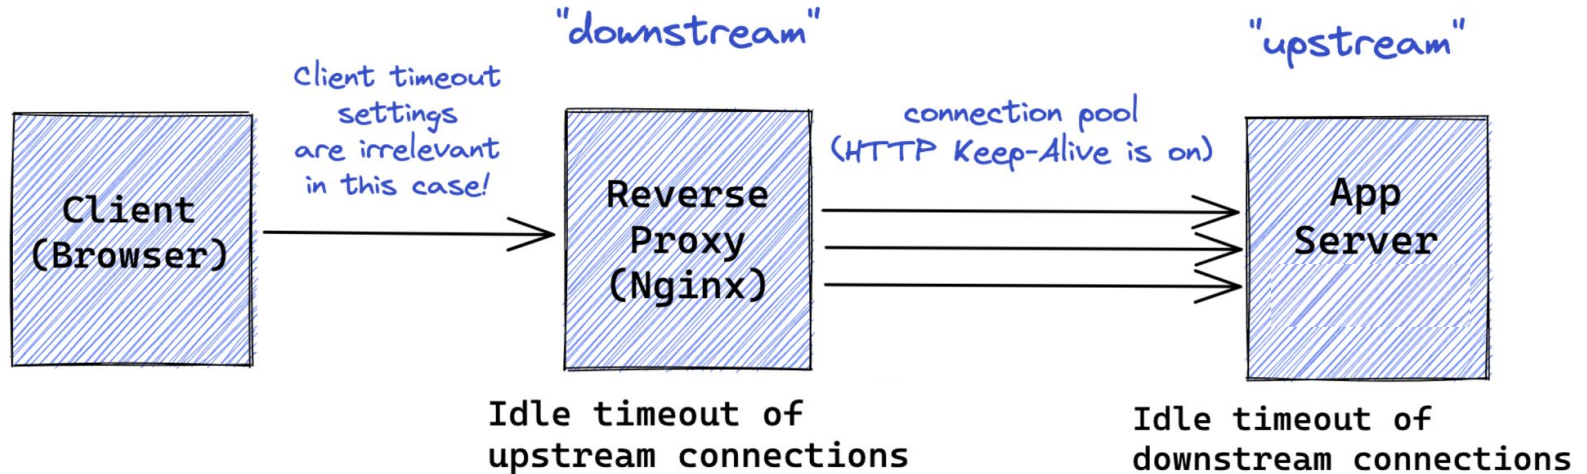 "downstream"
"upstream"
Client timeout
settings
are irrelevant
in this case!
connection pool
(HTTP Keep-Alive is on)
Client
(Browser)
Reverse
Proxy
(Nginx)
App
Server
Idle timeout of
upstream connections
Idle timeout of
downstream connections